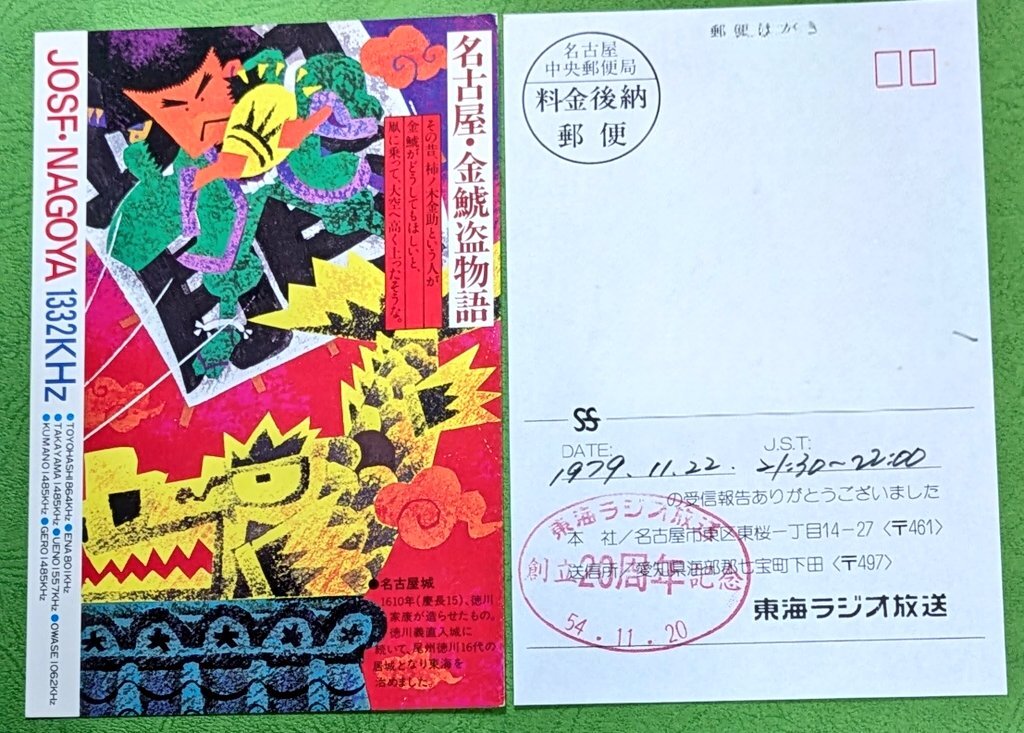 JOSF・NAGOYA 1332KHz
●TOYOHASHI 864KHz ●ENA 801KHz
●TAKAYAMA 1485KHz ●UENO 1557KHz ●OWASE 1062KHz
●KUMANO 1485KHz ●GERO 1485KHz
名古屋・金鯱盗物語
その昔、柿ノ木金助という人が
金鯱がどうしてもほしいと、
凧に乗って、大空へ高く上ったそうな。
●名古屋城
1610年(慶長15)、徳川
家康が造らせたもの。
徳川義直入城に
続いて、尾州徳川16代の
居城となり東海を
治めました。
郵便はがき
名古屋
中央郵便局
料金後納
郵便
SF
DATE: J.S.T:
1979.11.22. 21:30~22:00
の受信報告ありがとうございました
本 社/名古屋市東区東桜一丁目14-27〈〒461〉
送信所/愛知県海部郡七宝町下田〈〒497〉
東海ラジオ放送
東海ラジオ放送
創立20周年記念
54.11.20